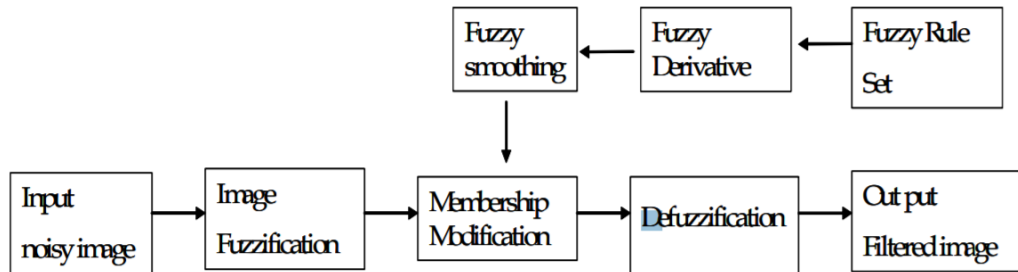 Fuzzy
smoothing
Fuzzy
Derivative
Fuzzy Rule
Set
Input
noisy image
Image
Fuzzification
Membership
Modification
Defuzzification
Out put
Filtered image